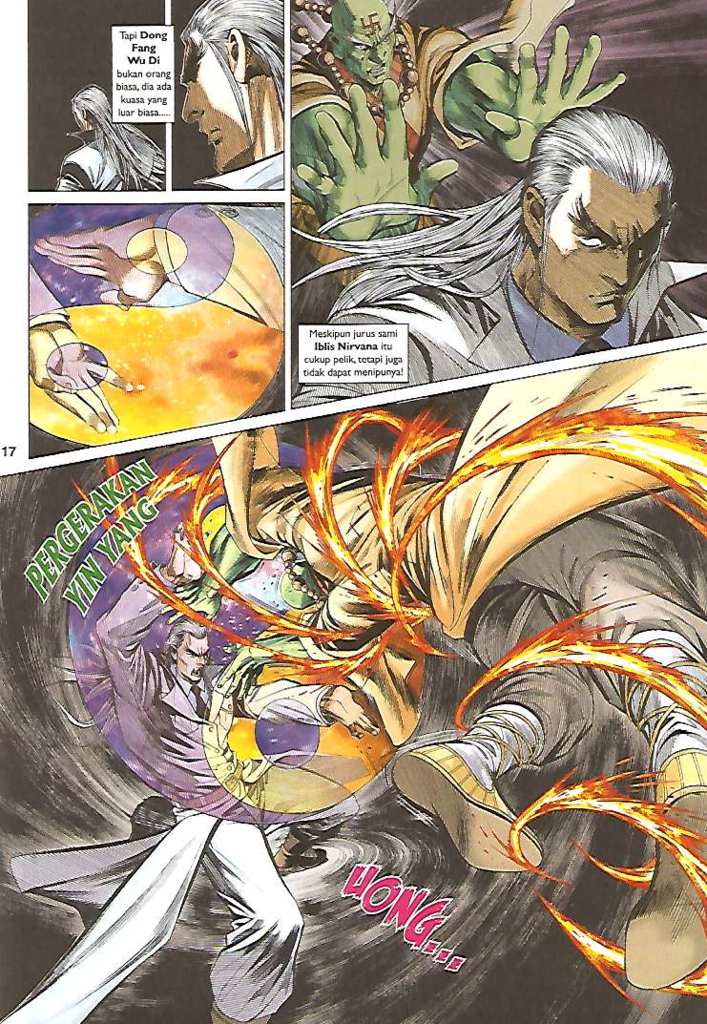 Tapi Dong
Fang
Wu Di
bukan orang
biasa, dia ada
kuasa yang
luar biasa.....
Meskipun jurus sami
Iblis Nirvana itu
cukup pelik, tetapi juga
tidak dapat menipunya!
17
PERGERAKAN
YIN YANG
UONG...